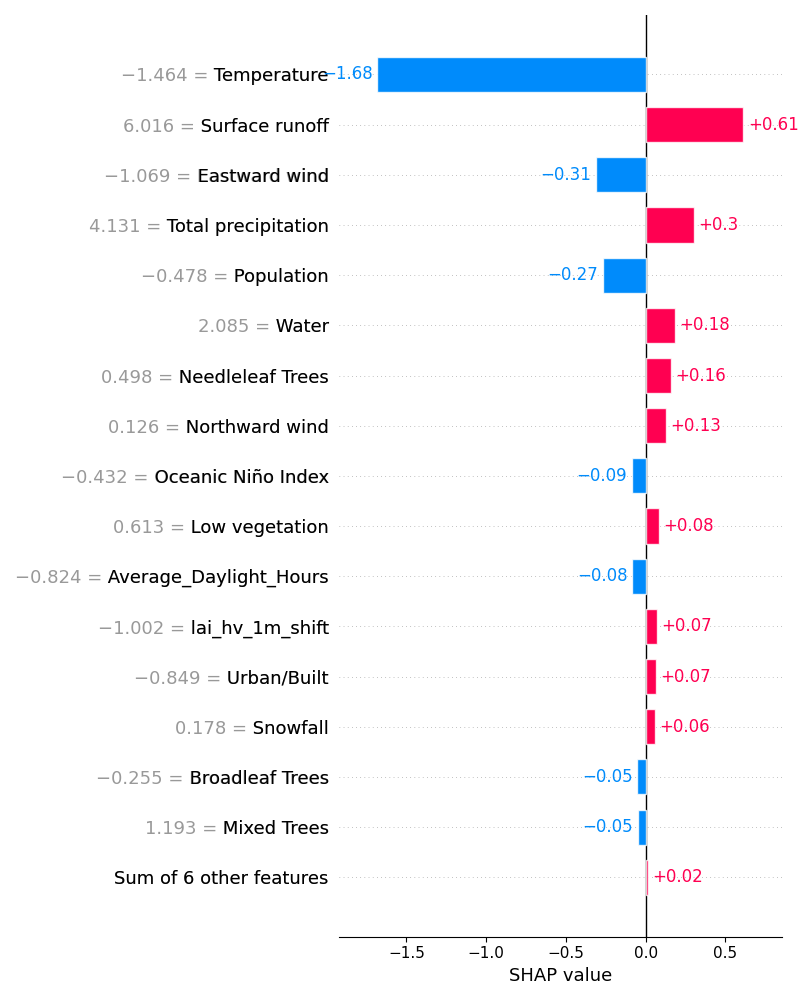 −1.464 = Temperature −1.68
6.016 = Surface runoff +0.61
−1.069 = Eastward wind −0.31
4.131 = Total precipitation +0.3
−0.478 = Population −0.27
2.085 = Water +0.18
0.498 = Needleleaf Trees +0.16
0.126 = Northward wind +0.13
−0.432 = Oceanic Niño Index −0.09
0.613 = Low vegetation +0.08
−0.824 = Average_Daylight_Hours −0.08
−1.002 = lai_hv_1m_shift +0.07
−0.849 = Urban/Built +0.07
0.178 = Snowfall +0.06
−0.255 = Broadleaf Trees −0.05
1.193 = Mixed Trees −0.05
Sum of 6 other features +0.02
−1.5 −1.0 −0.5 0.0 0.5
SHAP value